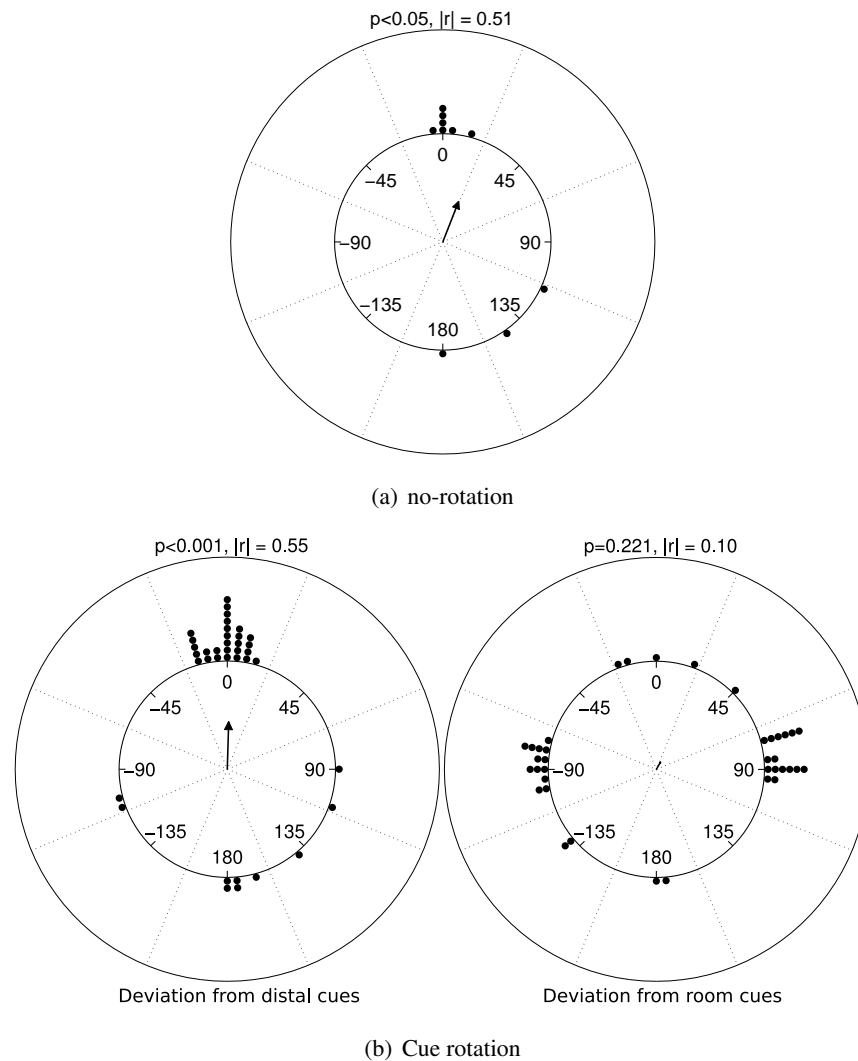 p<0.05, |r| = 0.51
0
-45 45
-90 90
-135 135
180
(a) no-rotation
p<0.001, |r| = 0.55
0
-45 45
-90 90
-135 135
180
Deviation from distal cues
p=0.221, |r| = 0.10
0
-45 45
-90 90
-135 135
180
Deviation from room cues
(b) Cue rotation